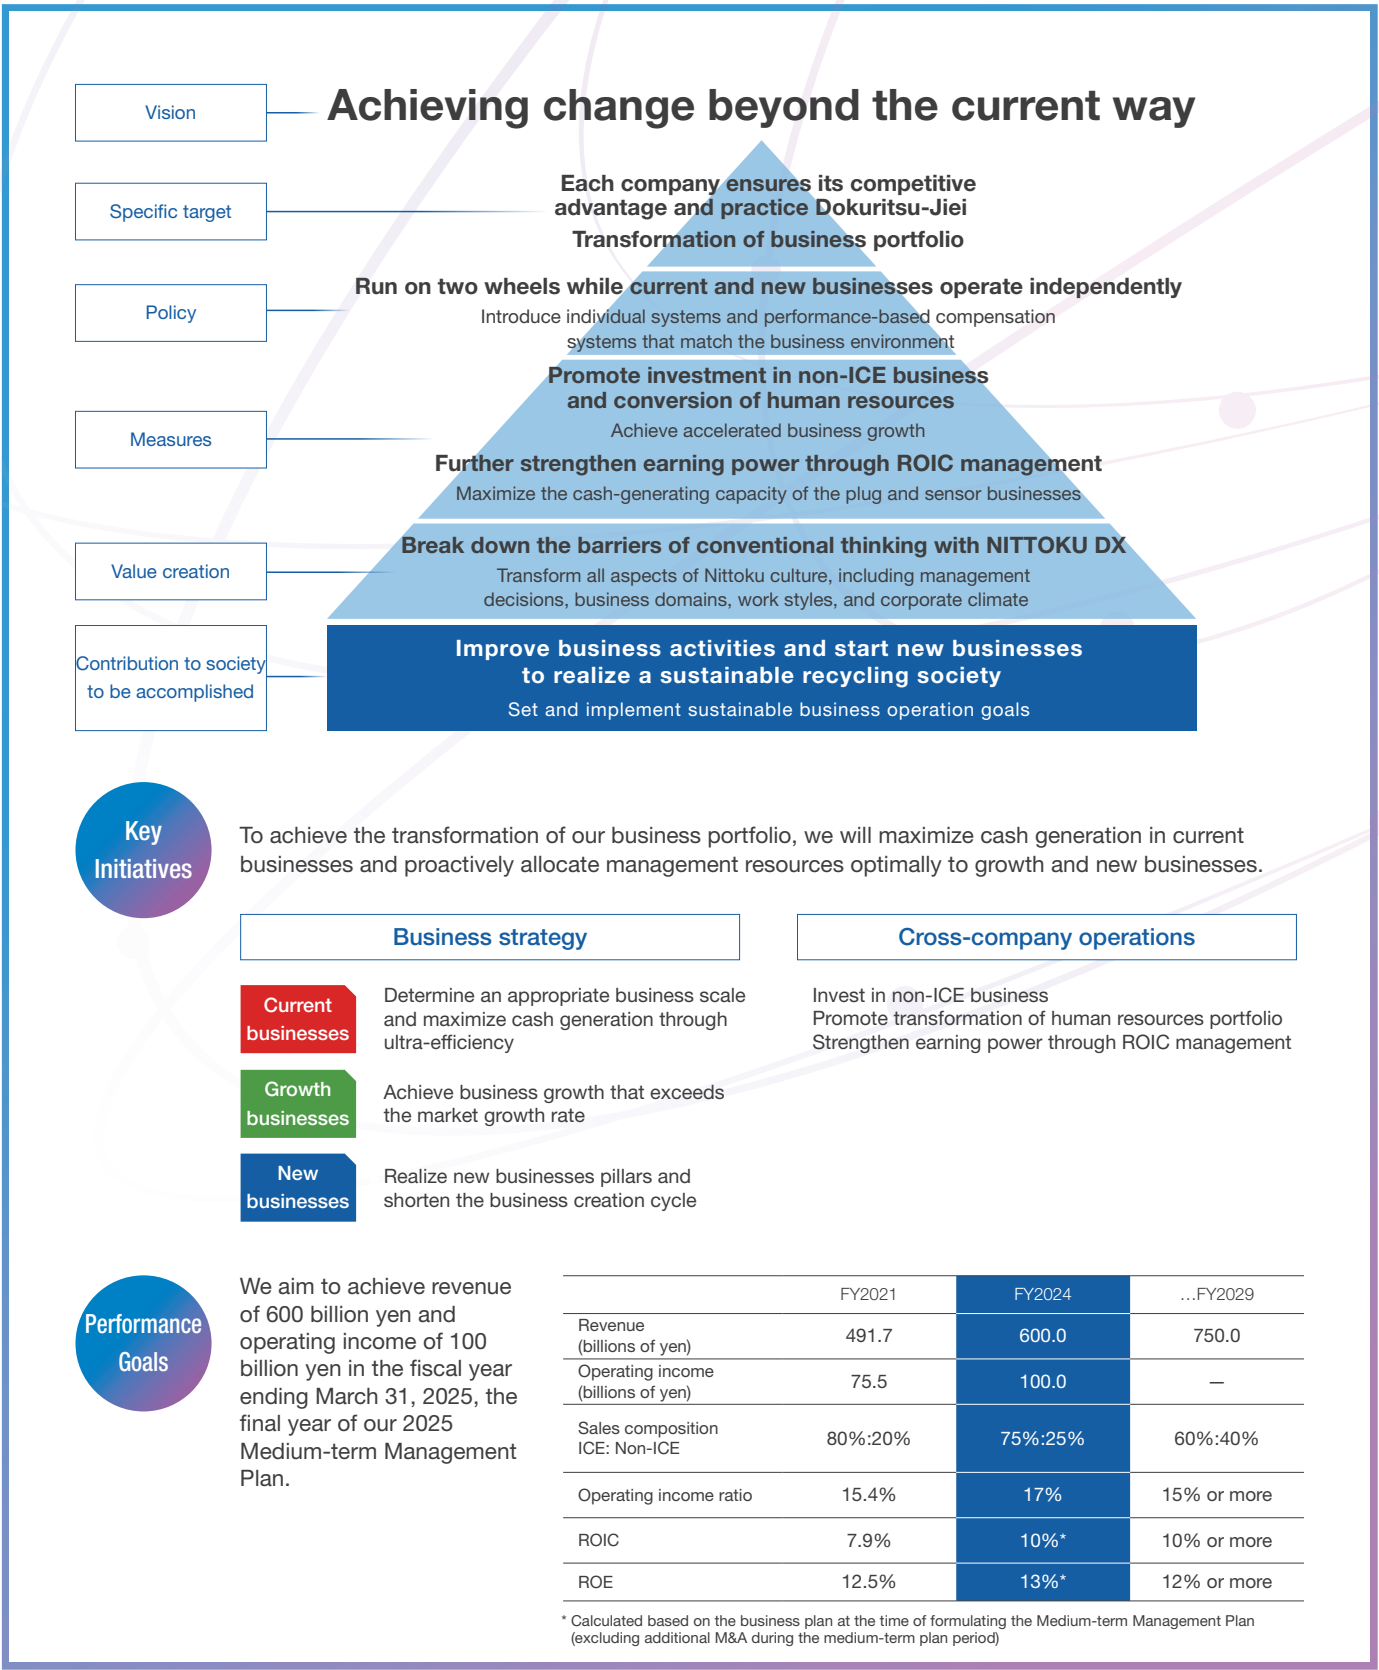 Vision
Achieving change beyond the current way
Specific target
Each company ensures its competitive
advantage and practice Dokuritsu-Jiei
Transformation of business portfolio
Policy
Run on two wheels while current and new businesses operate independently
Introduce individual systems and performance-based compensation
systems that match the business environment
Measures
Promote investment in non-ICE business
and conversion of human resources
Achieve accelerated business growth
Further strengthen earning power through ROIC management
Maximize the cash-generating capacity of the plug and sensor businesses
Value creation
Break down the barriers of conventional thinking with NITTOKU DX
Transform all aspects of Nittoku culture, including management
decisions, business domains, work styles, and corporate climate
Contribution to society
to be accomplished
Improve business activities and start new businesses
to realize a sustainable recycling society
Set and implement sustainable business operation goals
Key
Initiatives
To achieve the transformation of our business portfolio, we will maximize cash generation in current
businesses and proactively allocate management resources optimally to growth and new businesses.
Business strategy
Current
businesses
Determine an appropriate business scale
and maximize cash generation through
ultra-efficiency
Growth
businesses
Achieve business growth that exceeds
the market growth rate
New
businesses
Realize new businesses pillars and
shorten the business creation cycle
Cross-company operations
Invest in non-ICE business
Promote transformation of human resources portfolio
Strengthen earning power through ROIC management
Performance
Goals
We aim to achieve revenue
of 600 billion yen and
operating income of 100
billion yen in the fiscal year
ending March 31, 2025, the
final year of our 2025
Medium-term Management
Plan.
FY2021 FY2024 …FY2029
Revenue
(billions of yen) 491.7 600.0 750.0
Operating income
(billions of yen) 75.5 100.0 —
Sales composition
ICE: Non-ICE 80%:20% 75%:25% 60%:40%
Operating income ratio 15.4% 17% 15% or more
ROIC 7.9% 10%* 10% or more
ROE 12.5% 13%* 12% or more
* Calculated based on the business plan at the time of formulating the Medium-term Management Plan
(excluding additional M&A during the medium-term plan period)